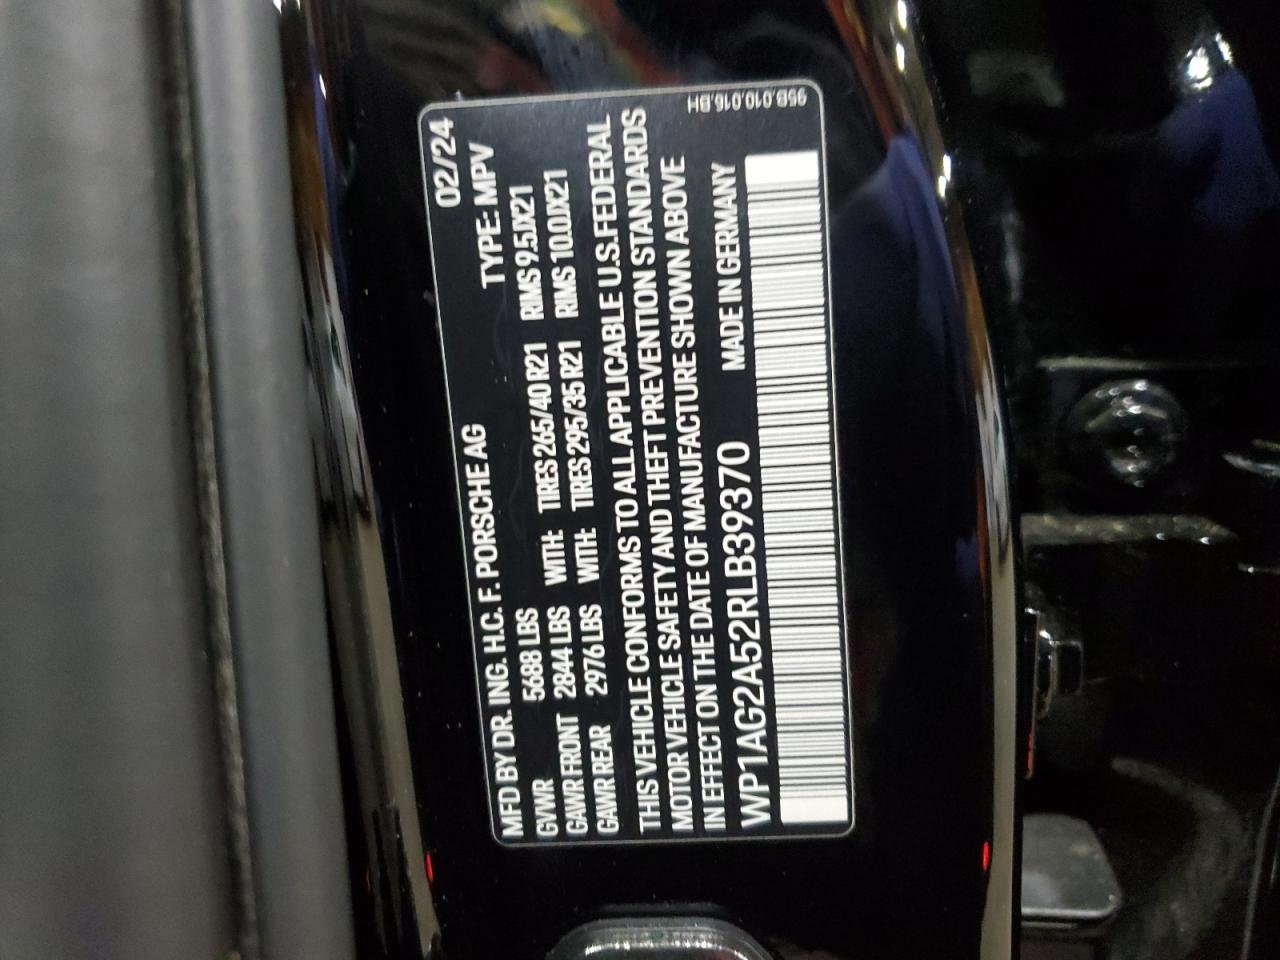 02/24
MFD BY DR. ING. H.C. F. PORSCHE AG TYPE: MPV
GVWR 5688 LBS WITH: TIRES 265/40 R21 RIMS 9.5JX21
GAWR FRONT 2844 LBS WITH: TIRES 295/35 R21 RIMS 10.0JX21
GAWR REAR 2976 LBS
THIS VEHICLE CONFORMS TO ALL APPLICABLE U.S. FEDERAL
MOTOR VEHICLE SAFETY AND THEFT PREVENTION STANDARDS
IN EFFECT ON THE DATE OF MANUFACTURE SHOWN ABOVE
WP1AG2A52RLB39370 MADE IN GERMANY
95B.010.016.BH